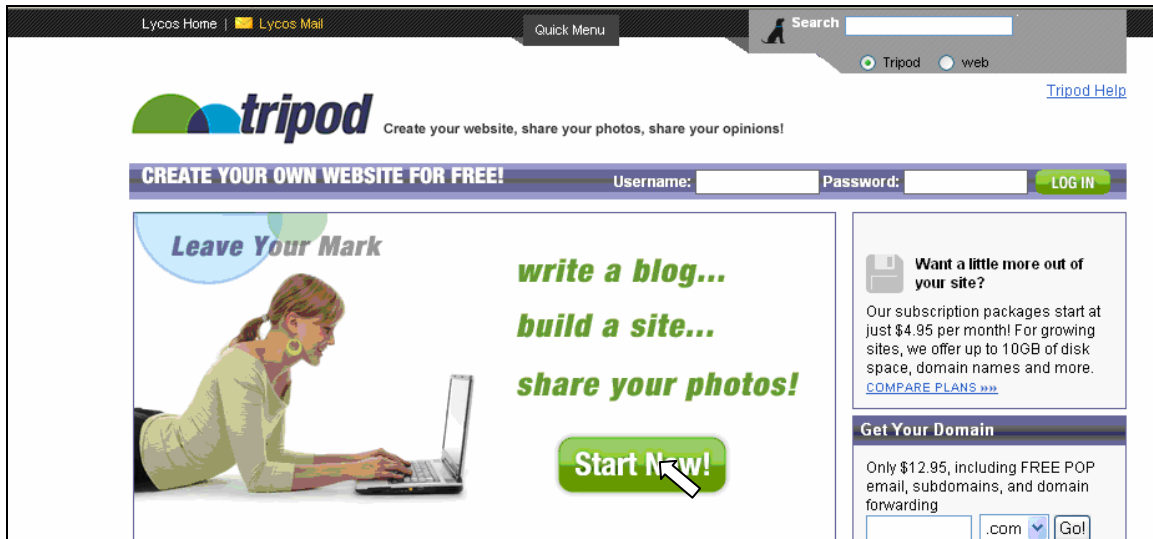 Lycos Home | Lycos Mail
Quick Menu
Search
Tripod web
Tripod Help
tripod Create your website, share your photos, share your opinions!
CREATE YOUR OWN WEBSITE FOR FREE! Username: Password: LOG IN
Leave Your Mark
write a blog...
build a site...
share your photos!
Start Now!
Want a little more out of
your site?
Our subscription packages start at
just $4.95 per month! For growing
sites, we offer up to 10GB of disk
space, domain names and more.
COMPARE PLANS »»
Get Your Domain
Only $12.95, including FREE POP
email, subdomains, and domain
forwarding
.com Go!